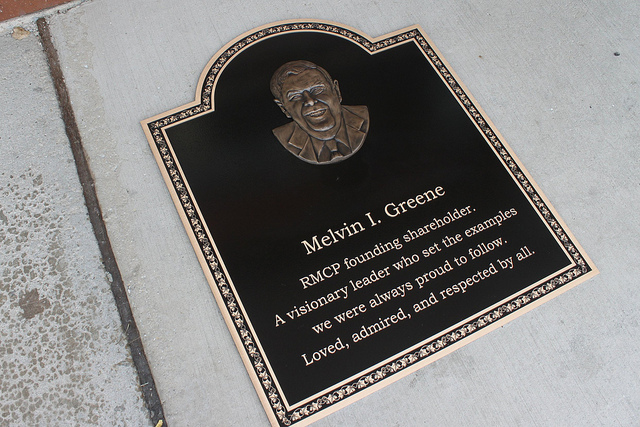 Melvin I. Greene
RMCP founding shareholder.
A visionary leader who set the examples
we were always proud to follow.
Loved, admired, and respected by all.